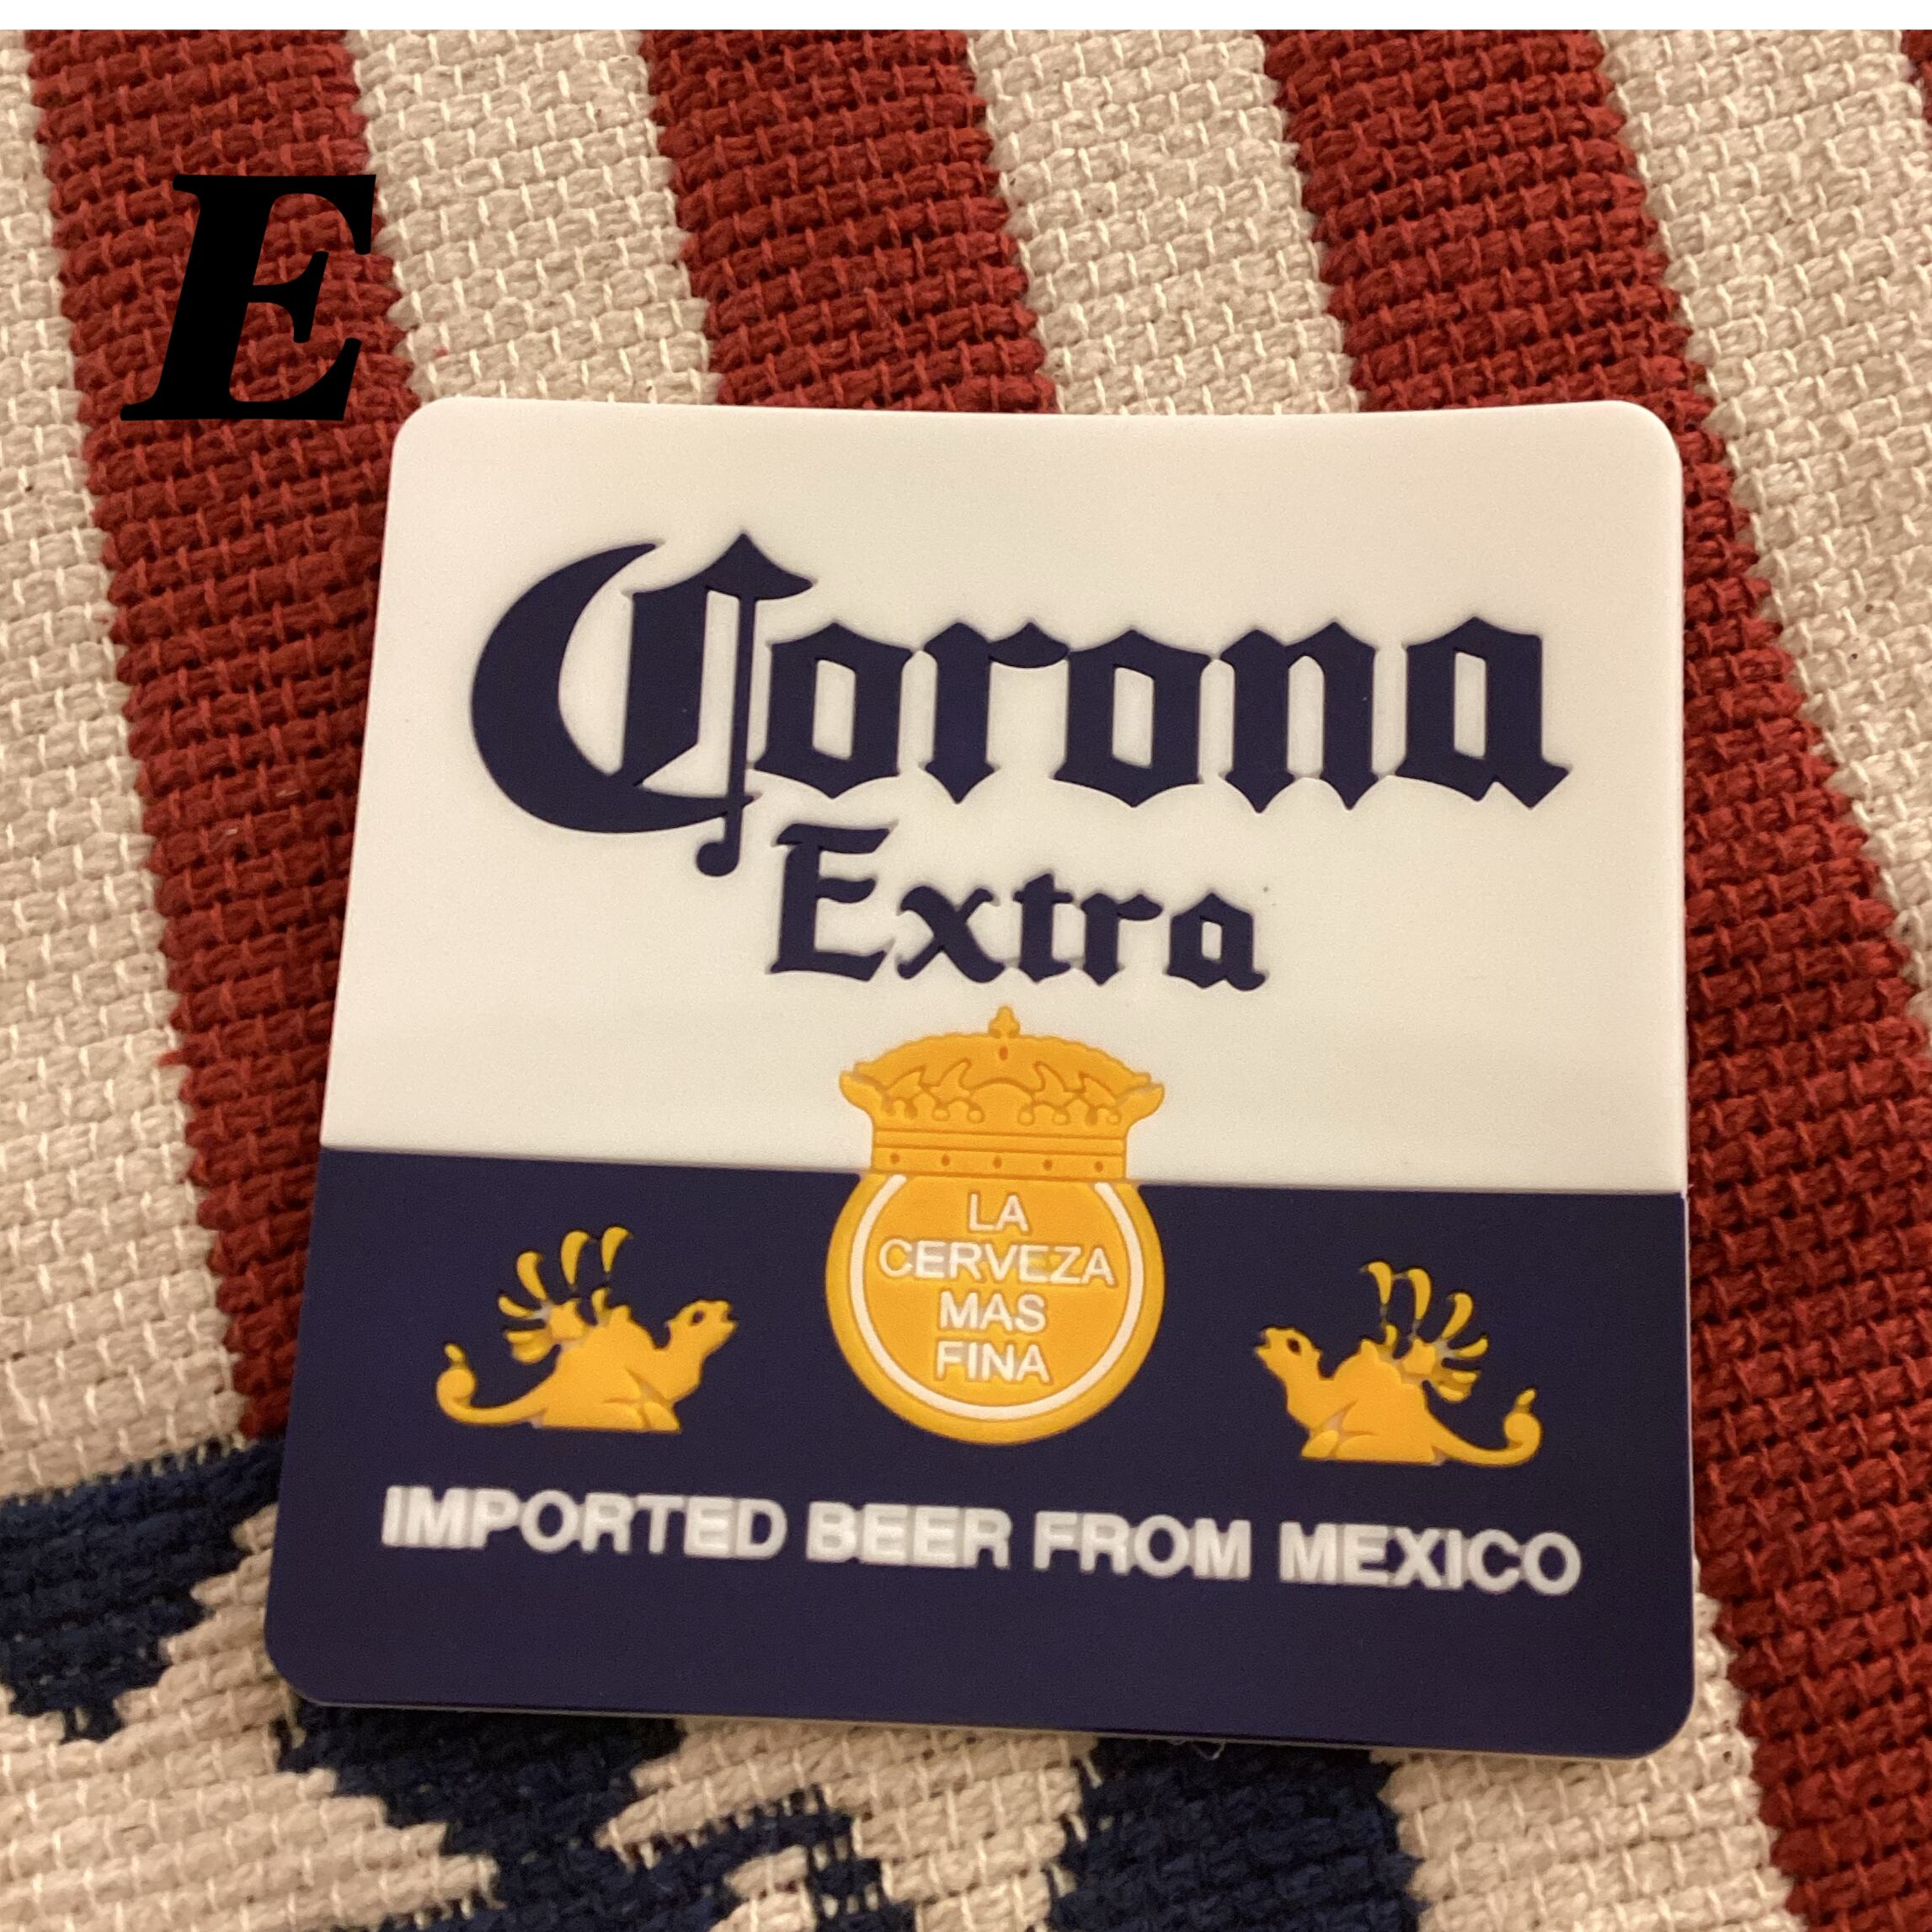 E
Corona
Extra
LA
CERVEZA
MAS
FINA
IMPORTED BEER FROM MEXICO